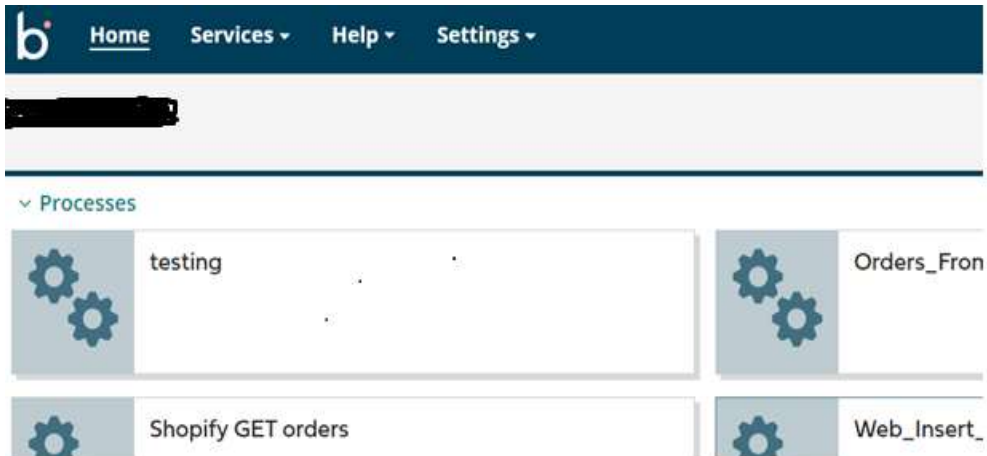 b Home Services Help Settings
Processes
testing
Orders_Fron
Shopify GET orders
Web_Insert_